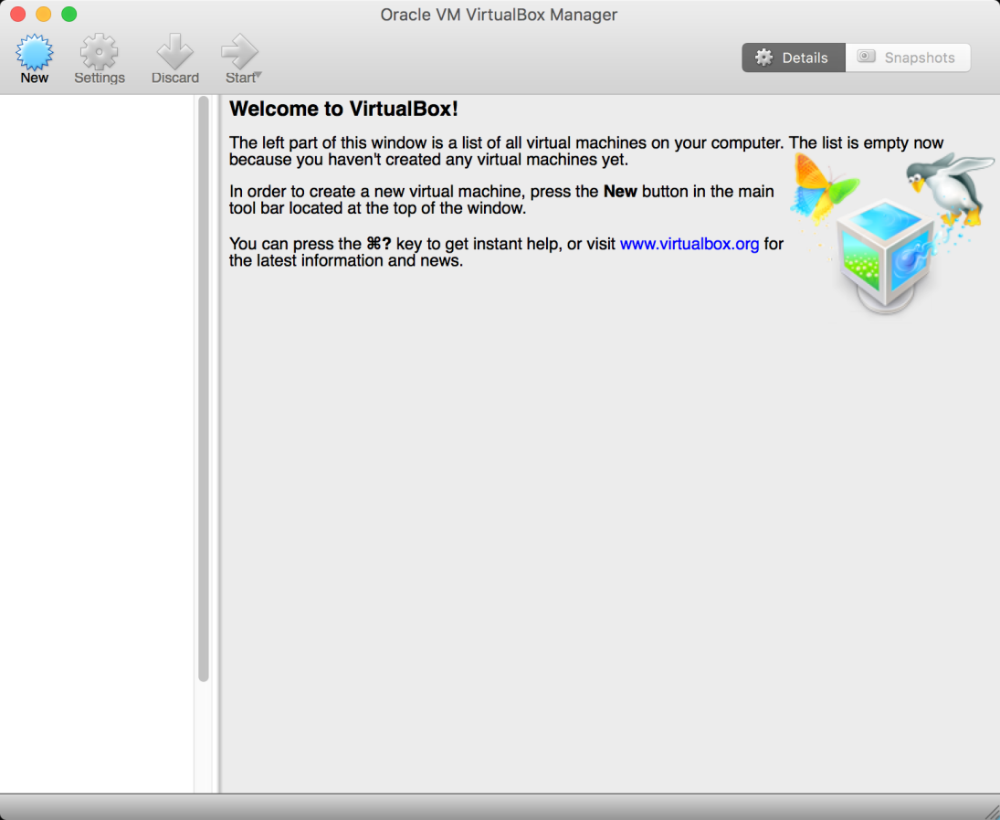 Oracle VM VirtualBox Manager
New
Settings
Discard
Start
Details
Snapshots
Welcome to VirtualBox!
The left part of this window is a list of all virtual machines on your computer. The list is empty now
because you haven't created any virtual machines yet.
In order to create a new virtual machine, press the New button in the main
tool bar located at the top of the window.
You can press the ⌘? key to get instant help, or visit www.virtualbox.org for
the latest information and news.